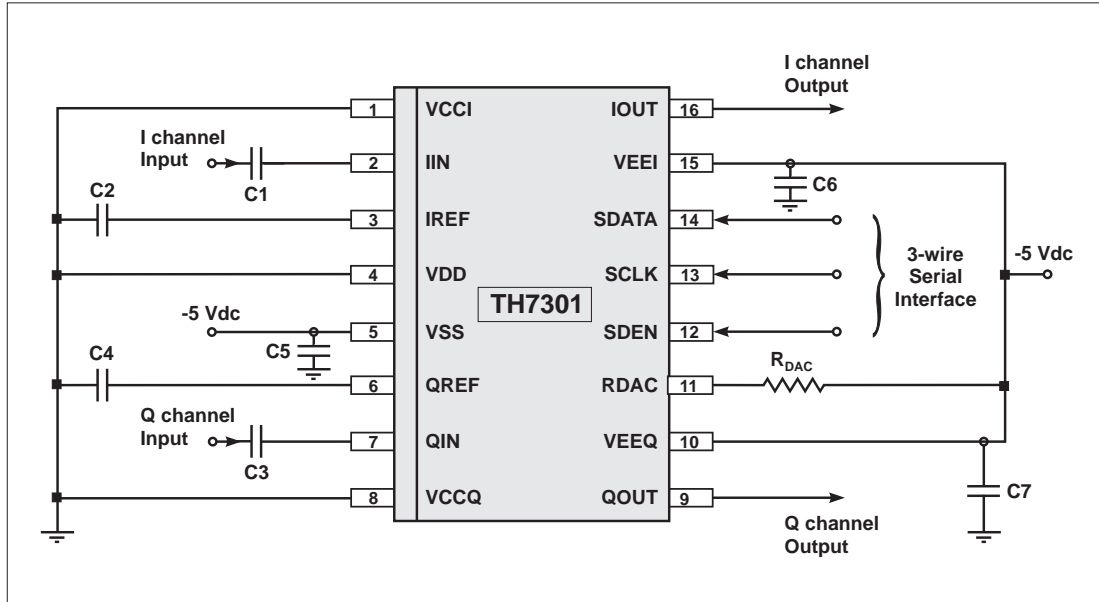 I channel
Output
1
VCCI
IOUT
16
I channel
Input
C1
2
IIN
VEEI
15
C6
C2
3
IREF
SDATA
14
4
VDD
SCLK
13
3-wire
Serial
Interface
-5 Vdc
TH7301
-5 Vdc
C5
5
VSS
SDEN
12
C4
6
QREF
RDAC
11
RDAC
Q channel
Input
C3
7
QIN
VEEQ
10
C7
8
VCCQ
QOUT
9
Q channel
Output